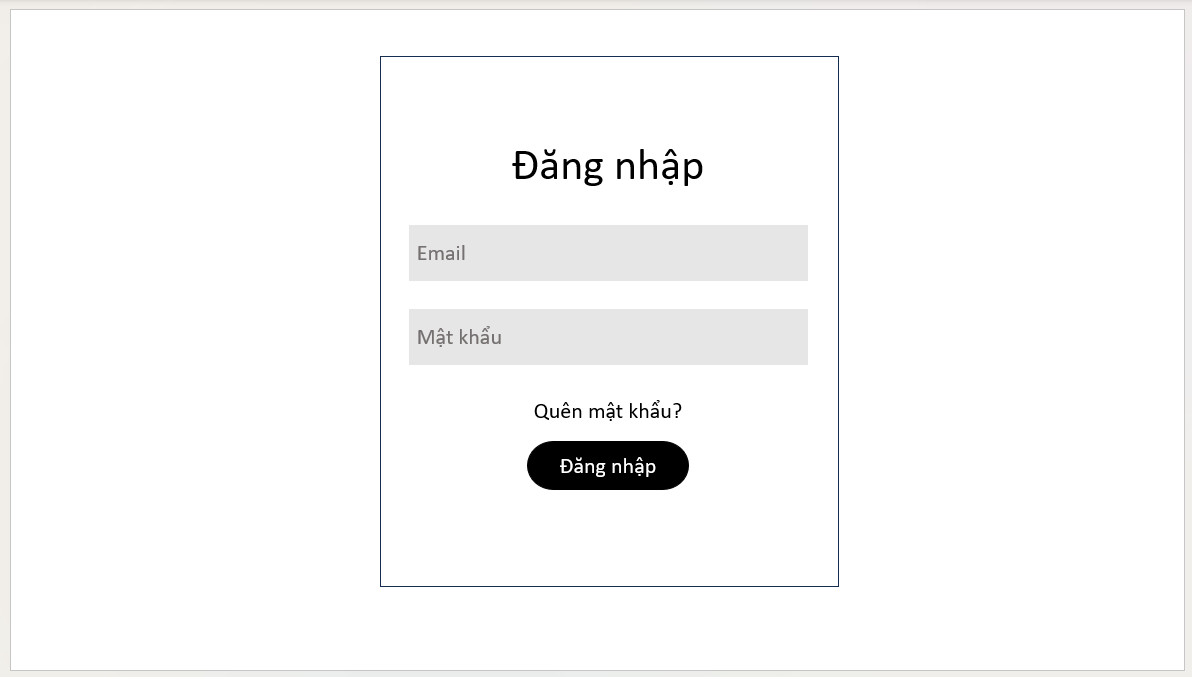 Đăng nhập
Email
Mật khẩu
Quên mật khẩu?
Đăng nhập